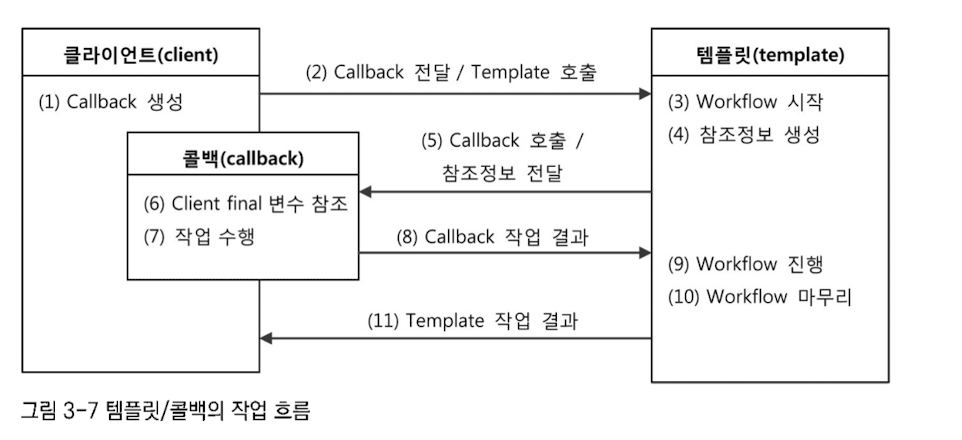 클라이언트(client)
(1) Callback 생성
(2) Callback 전달 / Template 호출
템플릿(template)
(3) Workflow 시작
(4) 참조정보 생성
(5) Callback 호출 /
참조정보 전달
콜백(callback)
(6) Client final 변수 참조
(7) 작업 수행
(8) Callback 작업 결과
(9) Workflow 진행
(10) Workflow 마무리
(11) Template 작업 결과
그림 3-7 템플릿/콜백의 작업 흐름